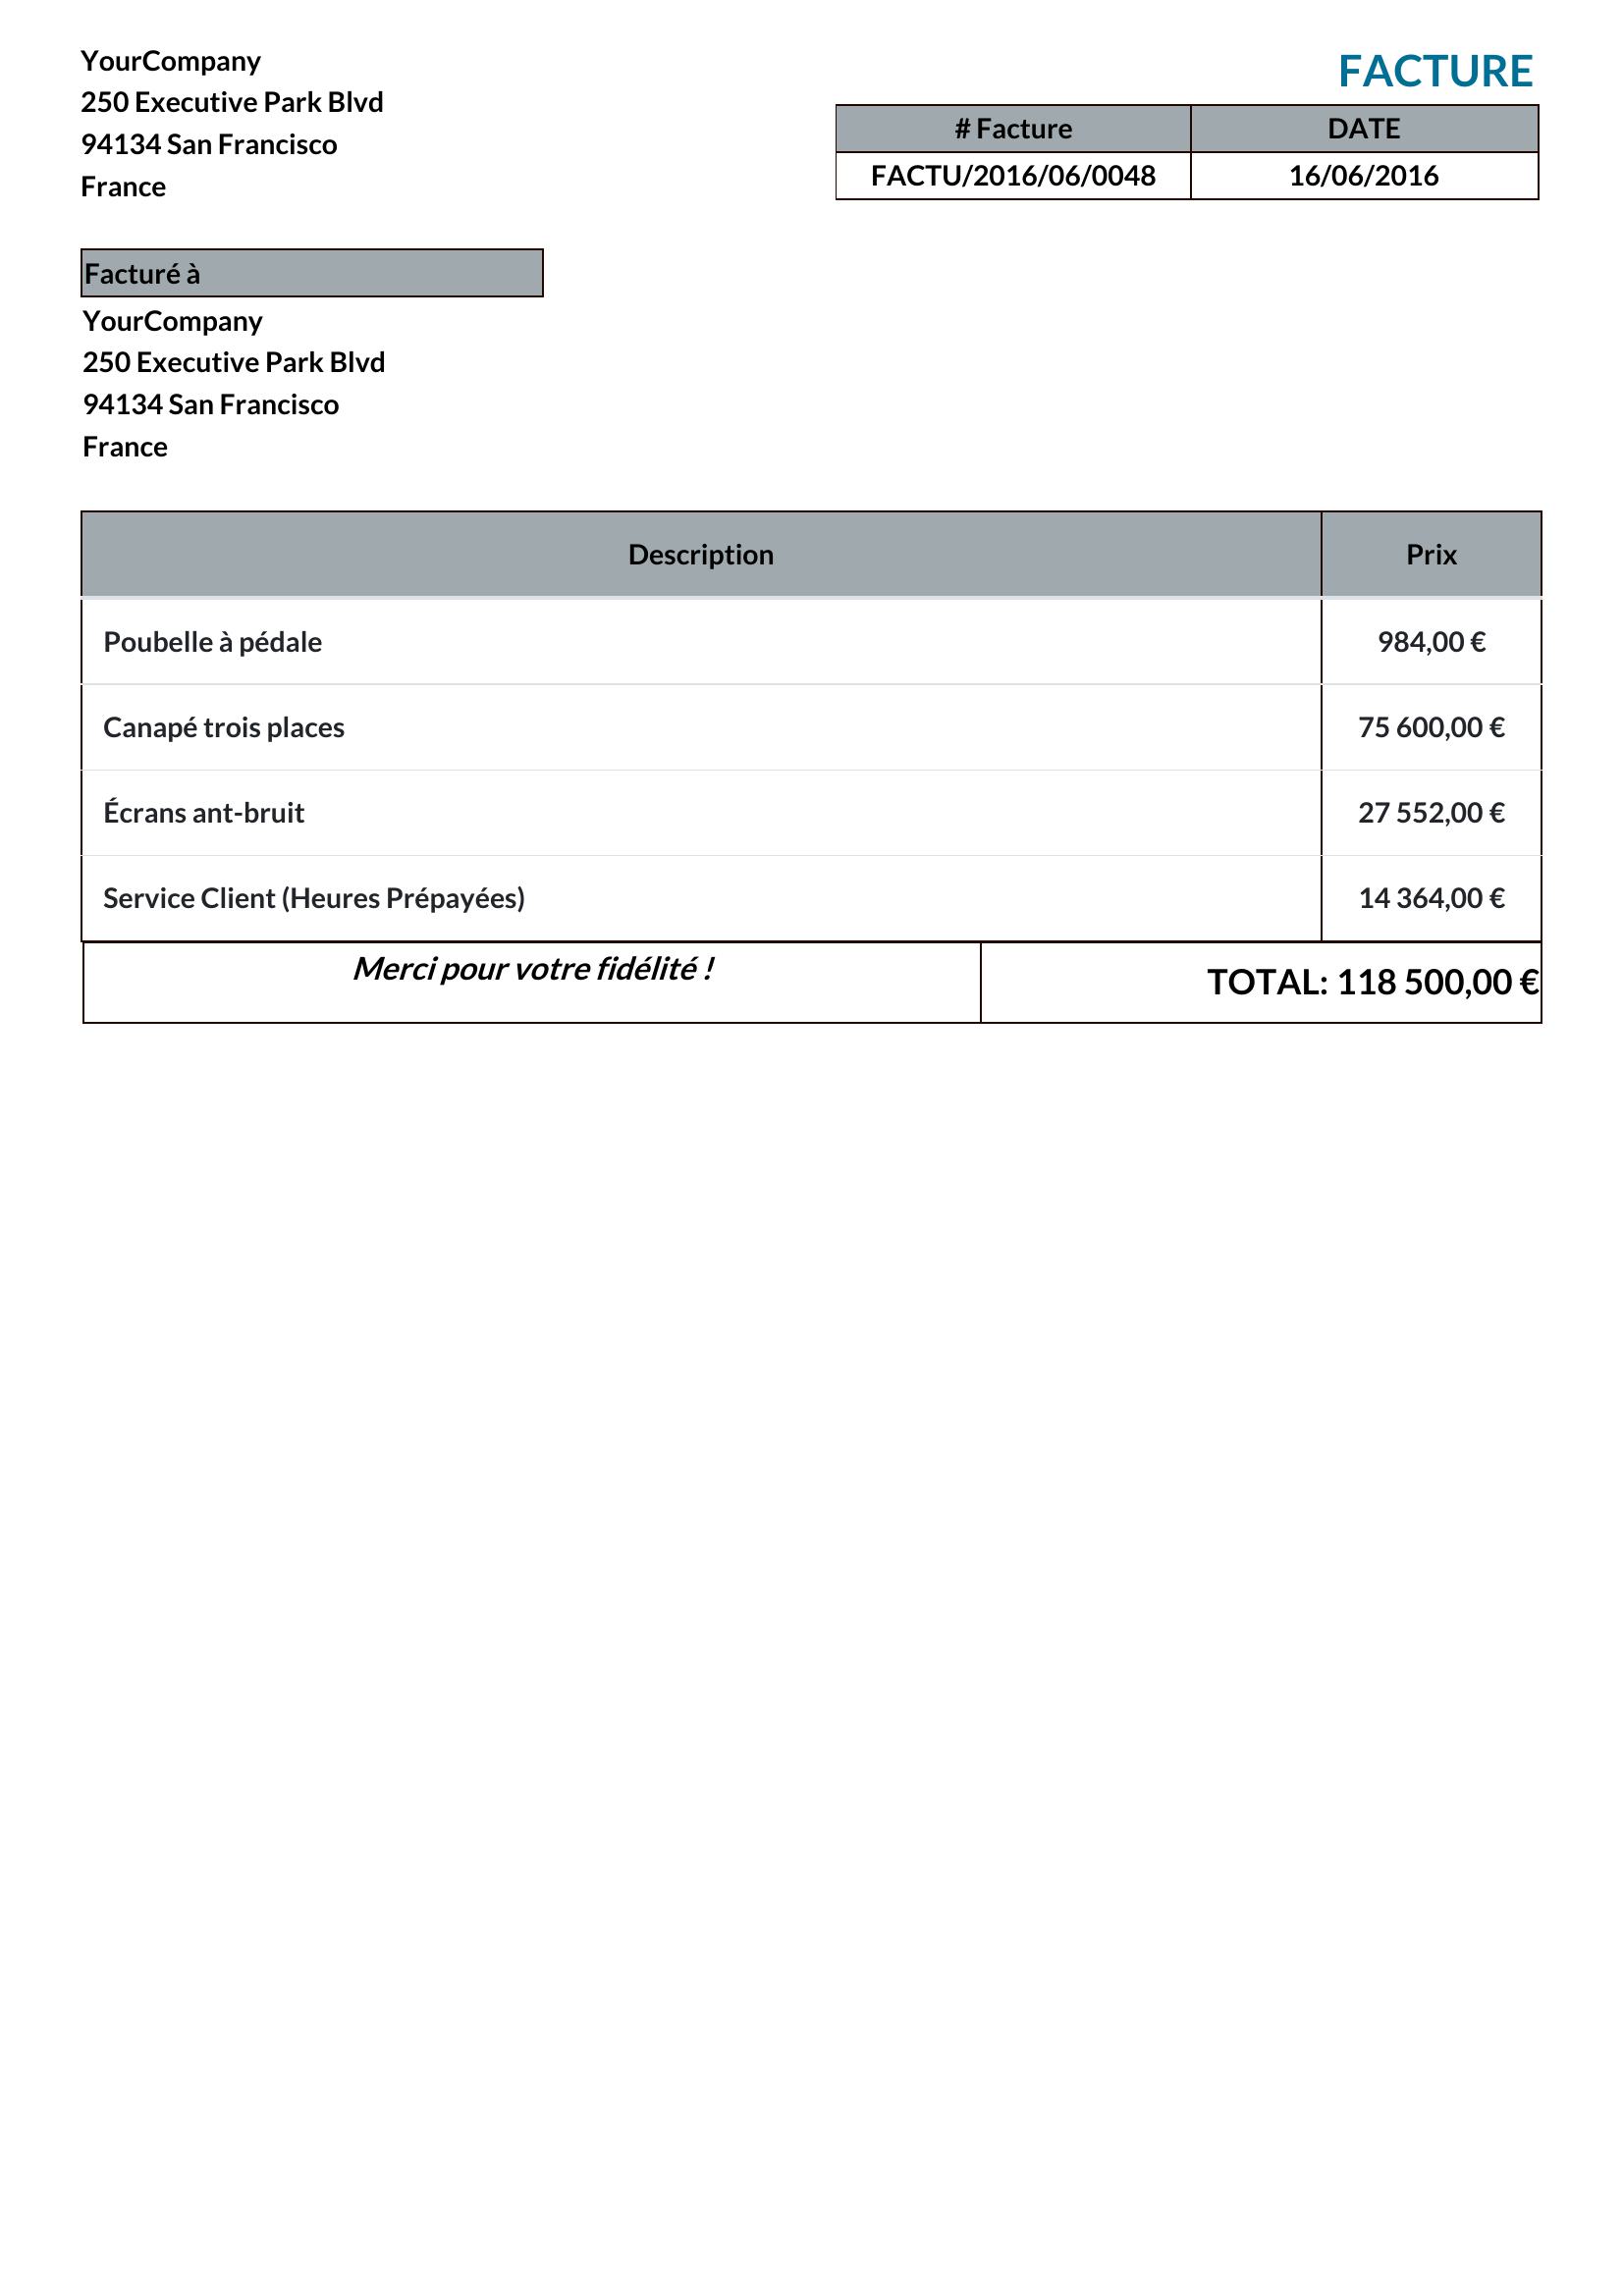 YourCompany
250 Executive Park Blvd
94134 San Francisco
France
FACTURE
# Facture DATE
FACTU/2016/06/0048 16/06/2016
Facturé à
YourCompany
250 Executive Park Blvd
94134 San Francisco
France
Description Prix
Poubelle à pédale 984,00 €
Canapé trois places 75 600,00 €
Écrans ant-bruit 27 552,00 €
Service Client (Heures Prépayées) 14 364,00 €
Merci pour votre fidélité !
TOTAL: 118 500,00 €